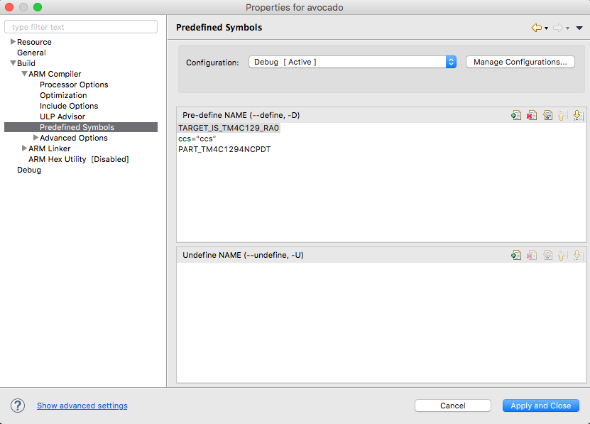 Properties for avocado
type filter text
Predefined Symbols
Resource
General
Build
ARM Compiler
Processor Options
Optimization
Include Options
ULP Advisor
Predefined Symbols
Advanced Options
ARM Linker
ARM Hex Utility [Disabled]
Debug
Configuration: Debug [ Active ] Manage Configurations...
Pre-define NAME (--define, -D)
TARGET_IS_TM4C129_RA0
ccs="ccs"
PART_TM4C1294NCPDT
Undefine NAME (--undefine, -U)
? Show advanced settings Cancel Apply and Close